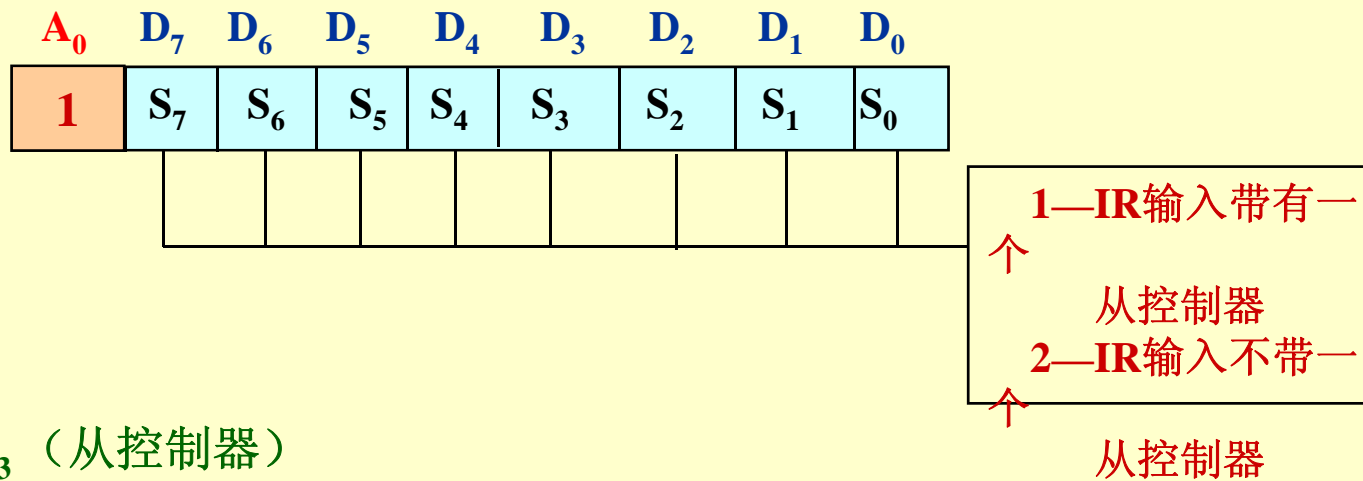 A₀ D₇ D₆ D₅ D₄ D₃ D₂ D₁ D₀
1 S₇ S₆ S₅ S₄ S₃ S₂ S₁ S₀
1—IR输入带有一
个
从控制器
2—IR输入不带一
个
从控制器
₃（从控制器）